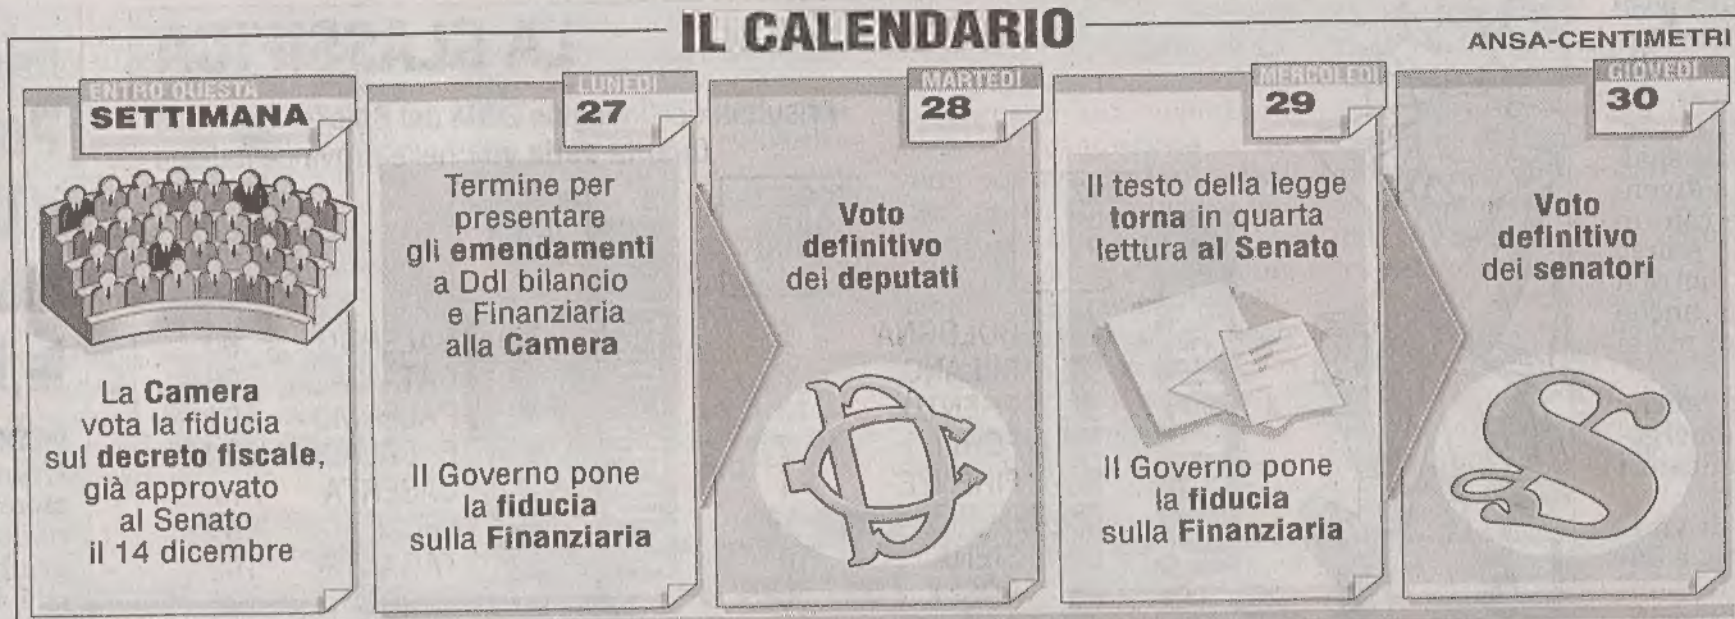 IL CALENDARIO
ANSA-CENTIMETRI
ENTRO QUESTA
SETTIMANA
La Camera
vota la fiducia
sul decreto fiscale,
già approvato
al Senato
il 14 dicembre
LUNEDÌ
27
Termine per
presentare
gli emendamenti
a Ddl bilancio
e Finanziaria
alla Camera
Il Governo pone
la fiducia
sulla Finanziaria
MARTEDÌ
28
Voto
definitivo
dei deputati
MERCOLEDÌ
29
Il testo della legge
torna in quarta
lettura al Senato
Il Governo pone
la fiducia
sulla Finanziaria
GIOVEDÌ
30
Voto
definitivo
dei senatori